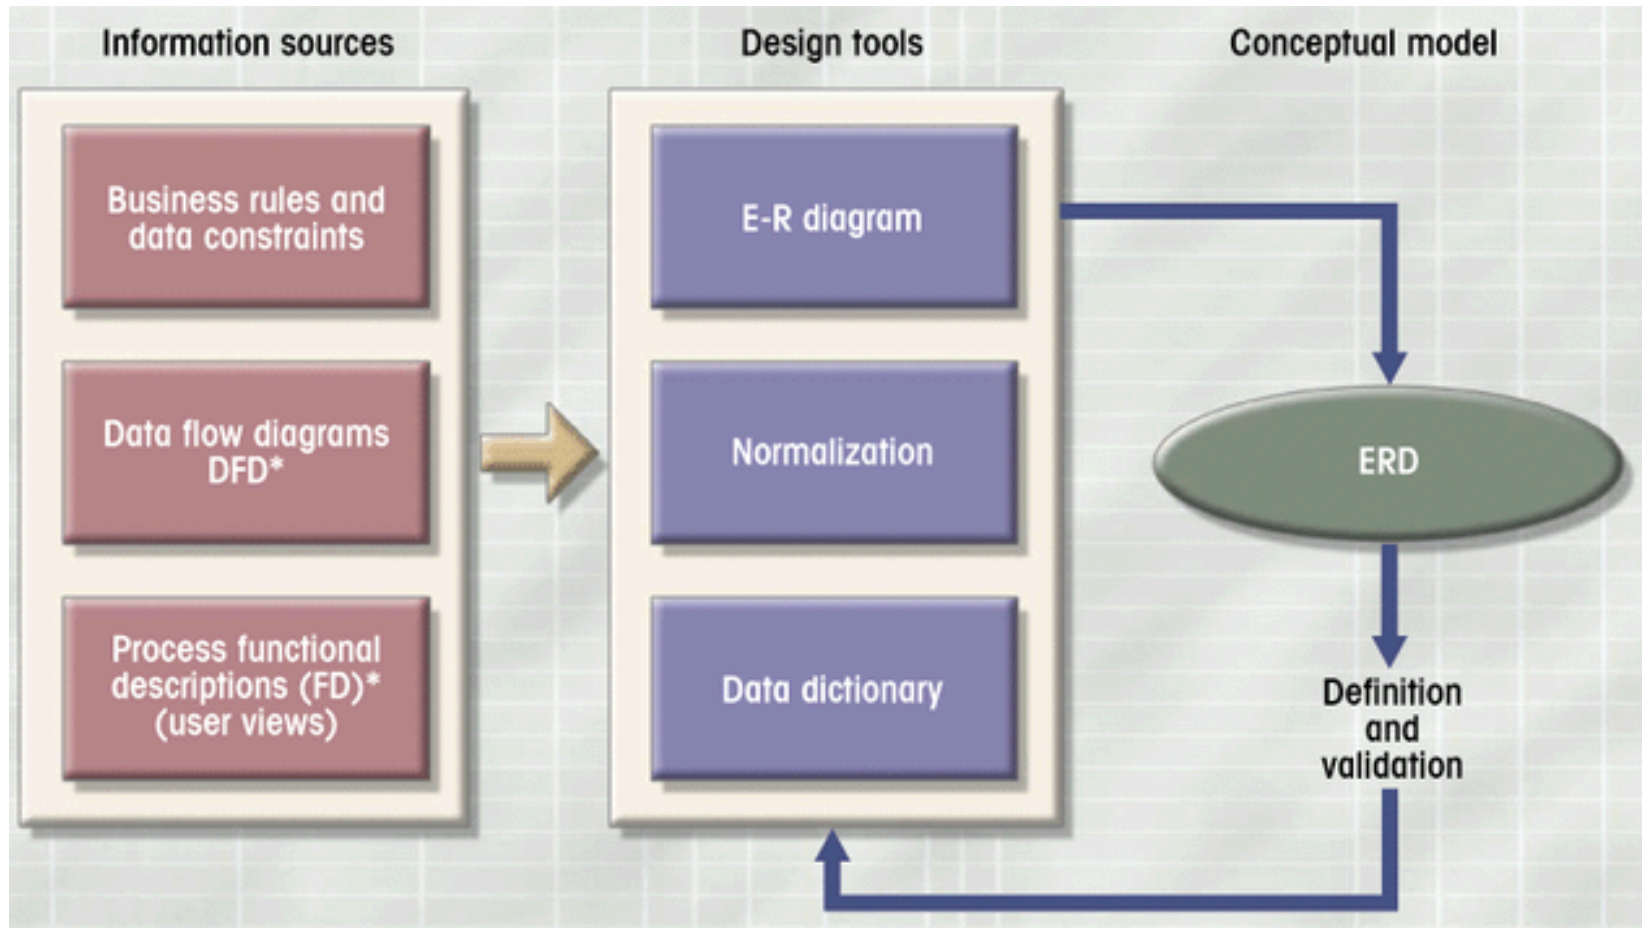 Information sources
Design tools
Conceptual model
Business rules and
data constraints
Data flow diagrams
DFD*
Process functional
descriptions (FD)*
(user views)
E-R diagram
Normalization
Data dictionary
ERD
Definition
and
validation